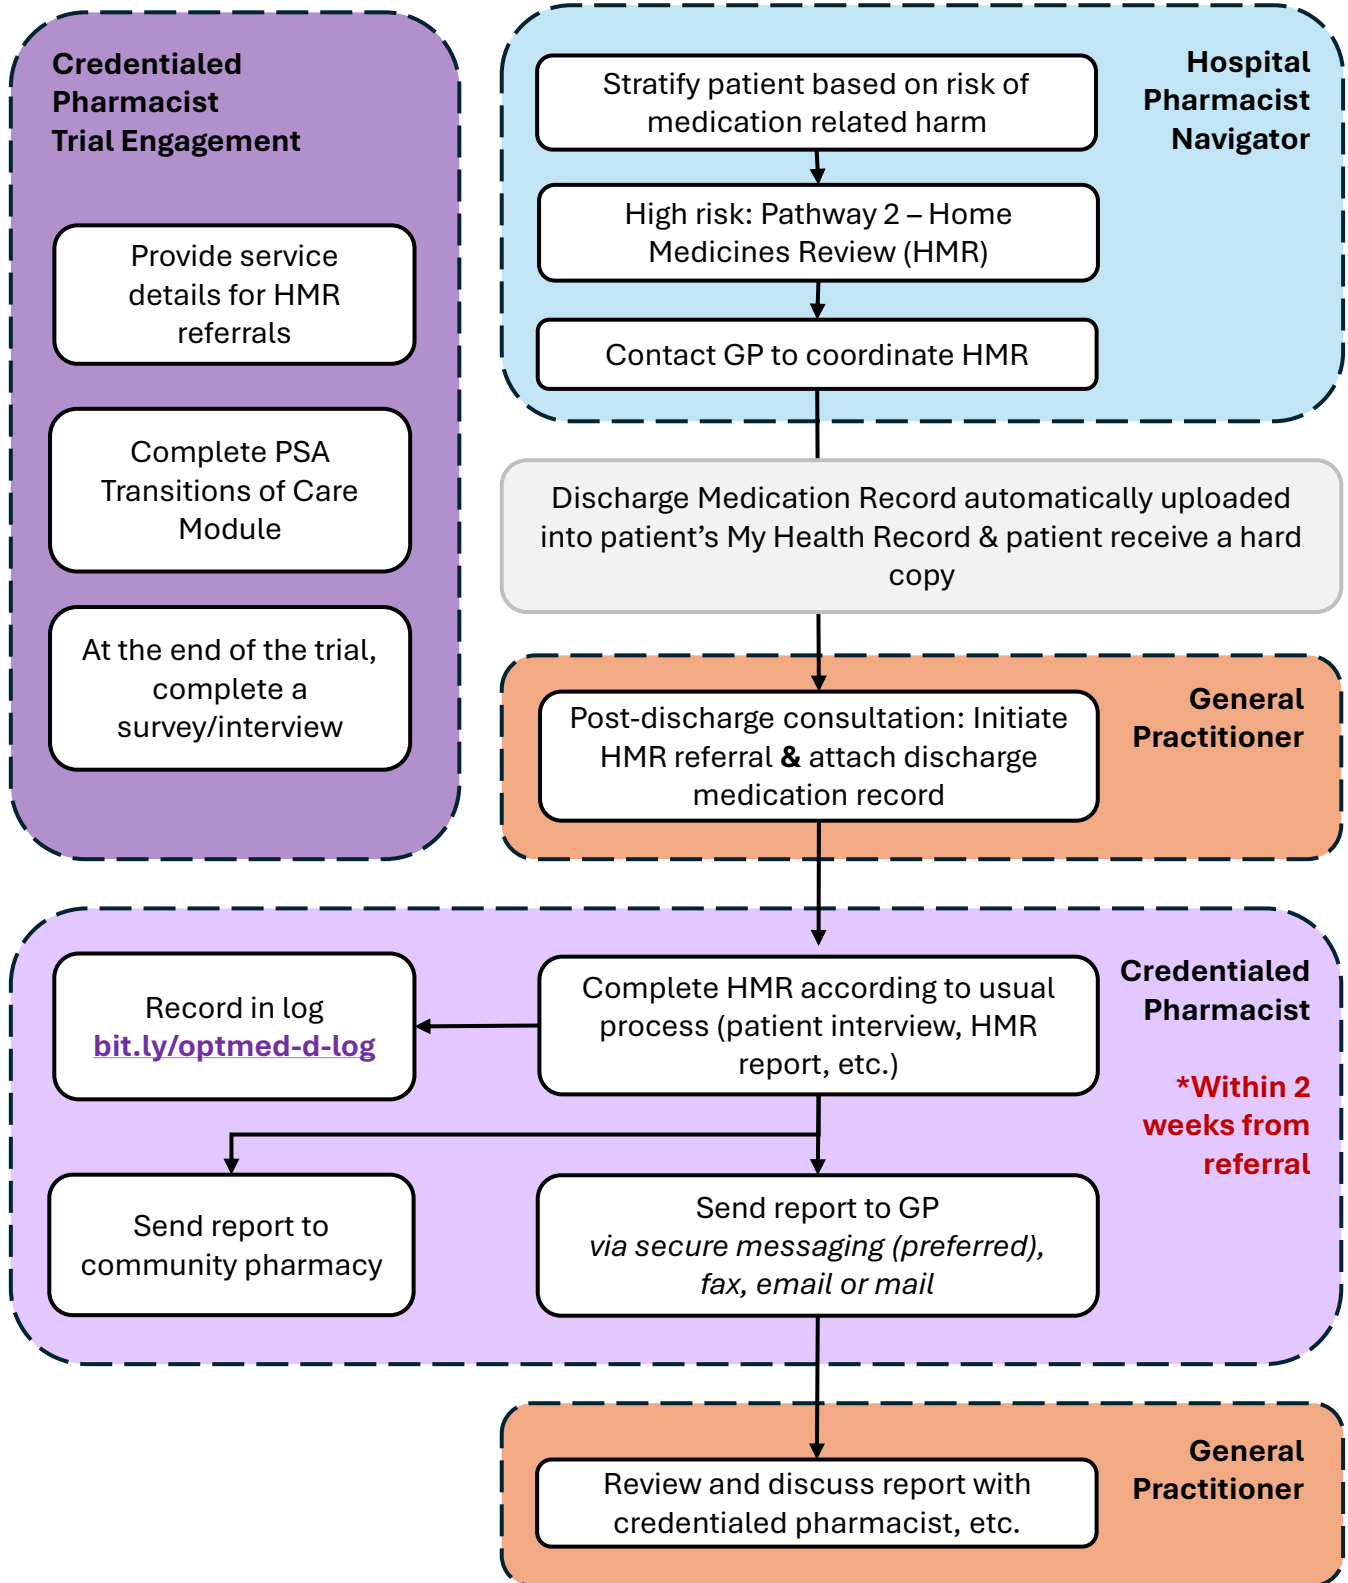 Credentialed
Pharmacist
Trial Engagement
Provide service
details for HMR
referrals
Complete PSA
Transitions of Care
Module
At the end of the trial,
complete a
survey/interview
Hospital
Pharmacist
Navigator
Stratify patient based on risk of
medication related harm
High risk: Pathway 2 – Home
Medicines Review (HMR)
Contact GP to coordinate HMR
Discharge Medication Record automatically uploaded
into patient’s My Health Record & patient receive a hard
copy
General
Practitioner
Post-discharge consultation: Initiate
HMR referral & attach discharge
medication record
Credentialed
Pharmacist
*Within 2
weeks from
referral
Complete HMR according to usual
process (patient interview, HMR
report, etc.)
Record in log
bit.ly/optmed-d-log
Send report to
community pharmacy
Send report to GP
via secure messaging (preferred),
fax, email or mail
General
Practitioner
Review and discuss report with
credentialed pharmacist, etc.